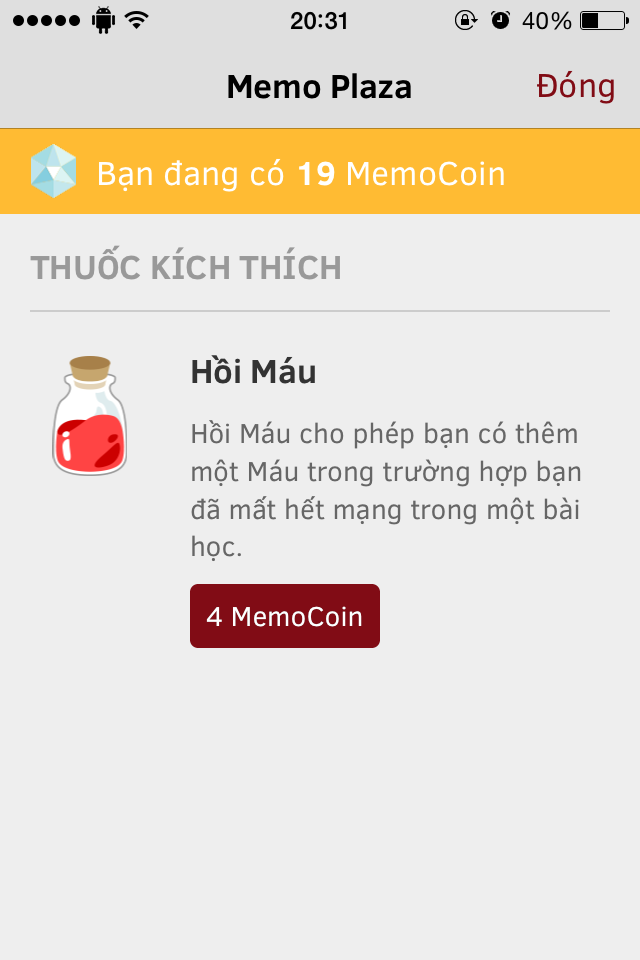 20:31
40%
Memo Plaza
Đóng
Bạn đang có 19 MemoCoin
THUỐC KÍCH THÍCH
Hồi Máu
Hồi Máu cho phép bạn có thêm
một Máu trong trường hợp bạn
đã mất hết mạng trong một bài
học.
4 MemoCoin